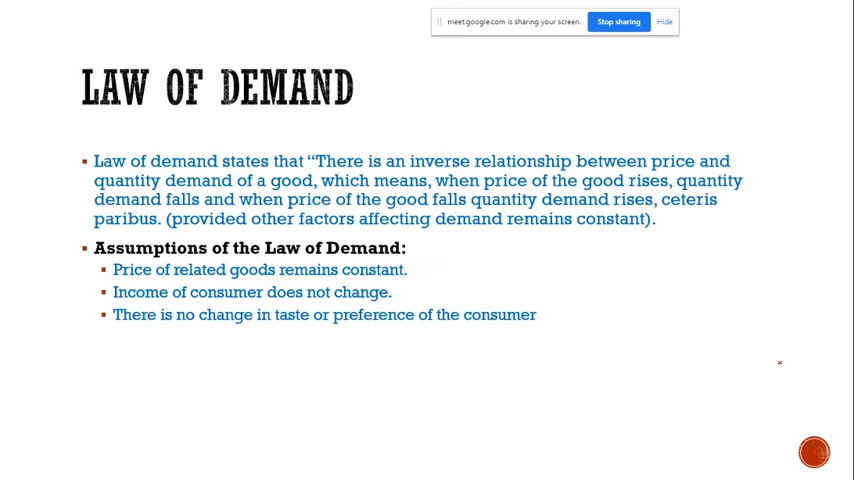 meet.google.com is sharing your screen. Stop sharing Hide
LAW OF DEMAND
Law of demand states that “There is an inverse relationship between price and
quantity demand of a good, which means, when price of the good rises, quantity
demand falls and when price of the good falls quantity demand rises, ceteris
paribus. (provided other factors affecting demand remains constant).
Assumptions of the Law of Demand:
Price of related goods remains constant.
Income of consumer does not change.
There is no change in taste or preference of the consumer